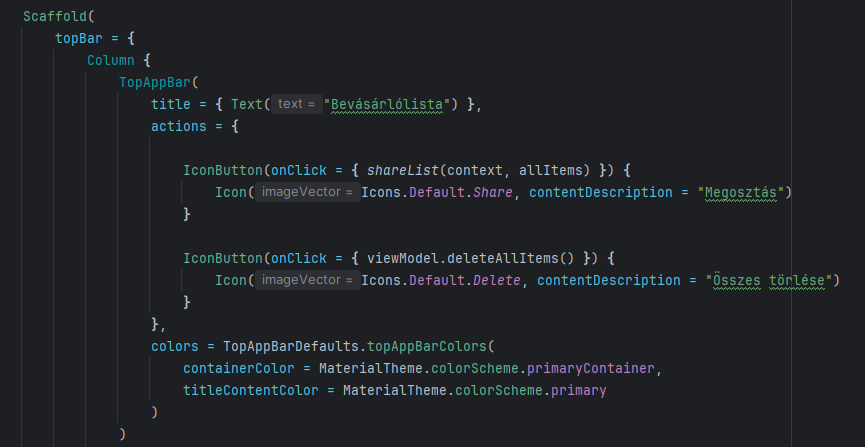 Scaffold(
topBar = {
Column {
TopAppBar(
title = { Text( text = "Bevásárlólista") },
actions = {
IconButton(onClick = { shareList(context, allItems) }) {
Icon( imageVector = Icons.Default.Share, contentDescription = "Megosztás")
}
IconButton(onClick = { viewModel.deleteAllItems() }) {
Icon( imageVector = Icons.Default.Delete, contentDescription = "Összes törlése")
}
},
colors = TopAppBarDefaults.topAppBarColors(
containerColor = MaterialTheme.colorScheme.primaryContainer,
titleContentColor = MaterialTheme.colorScheme.primary
)
)